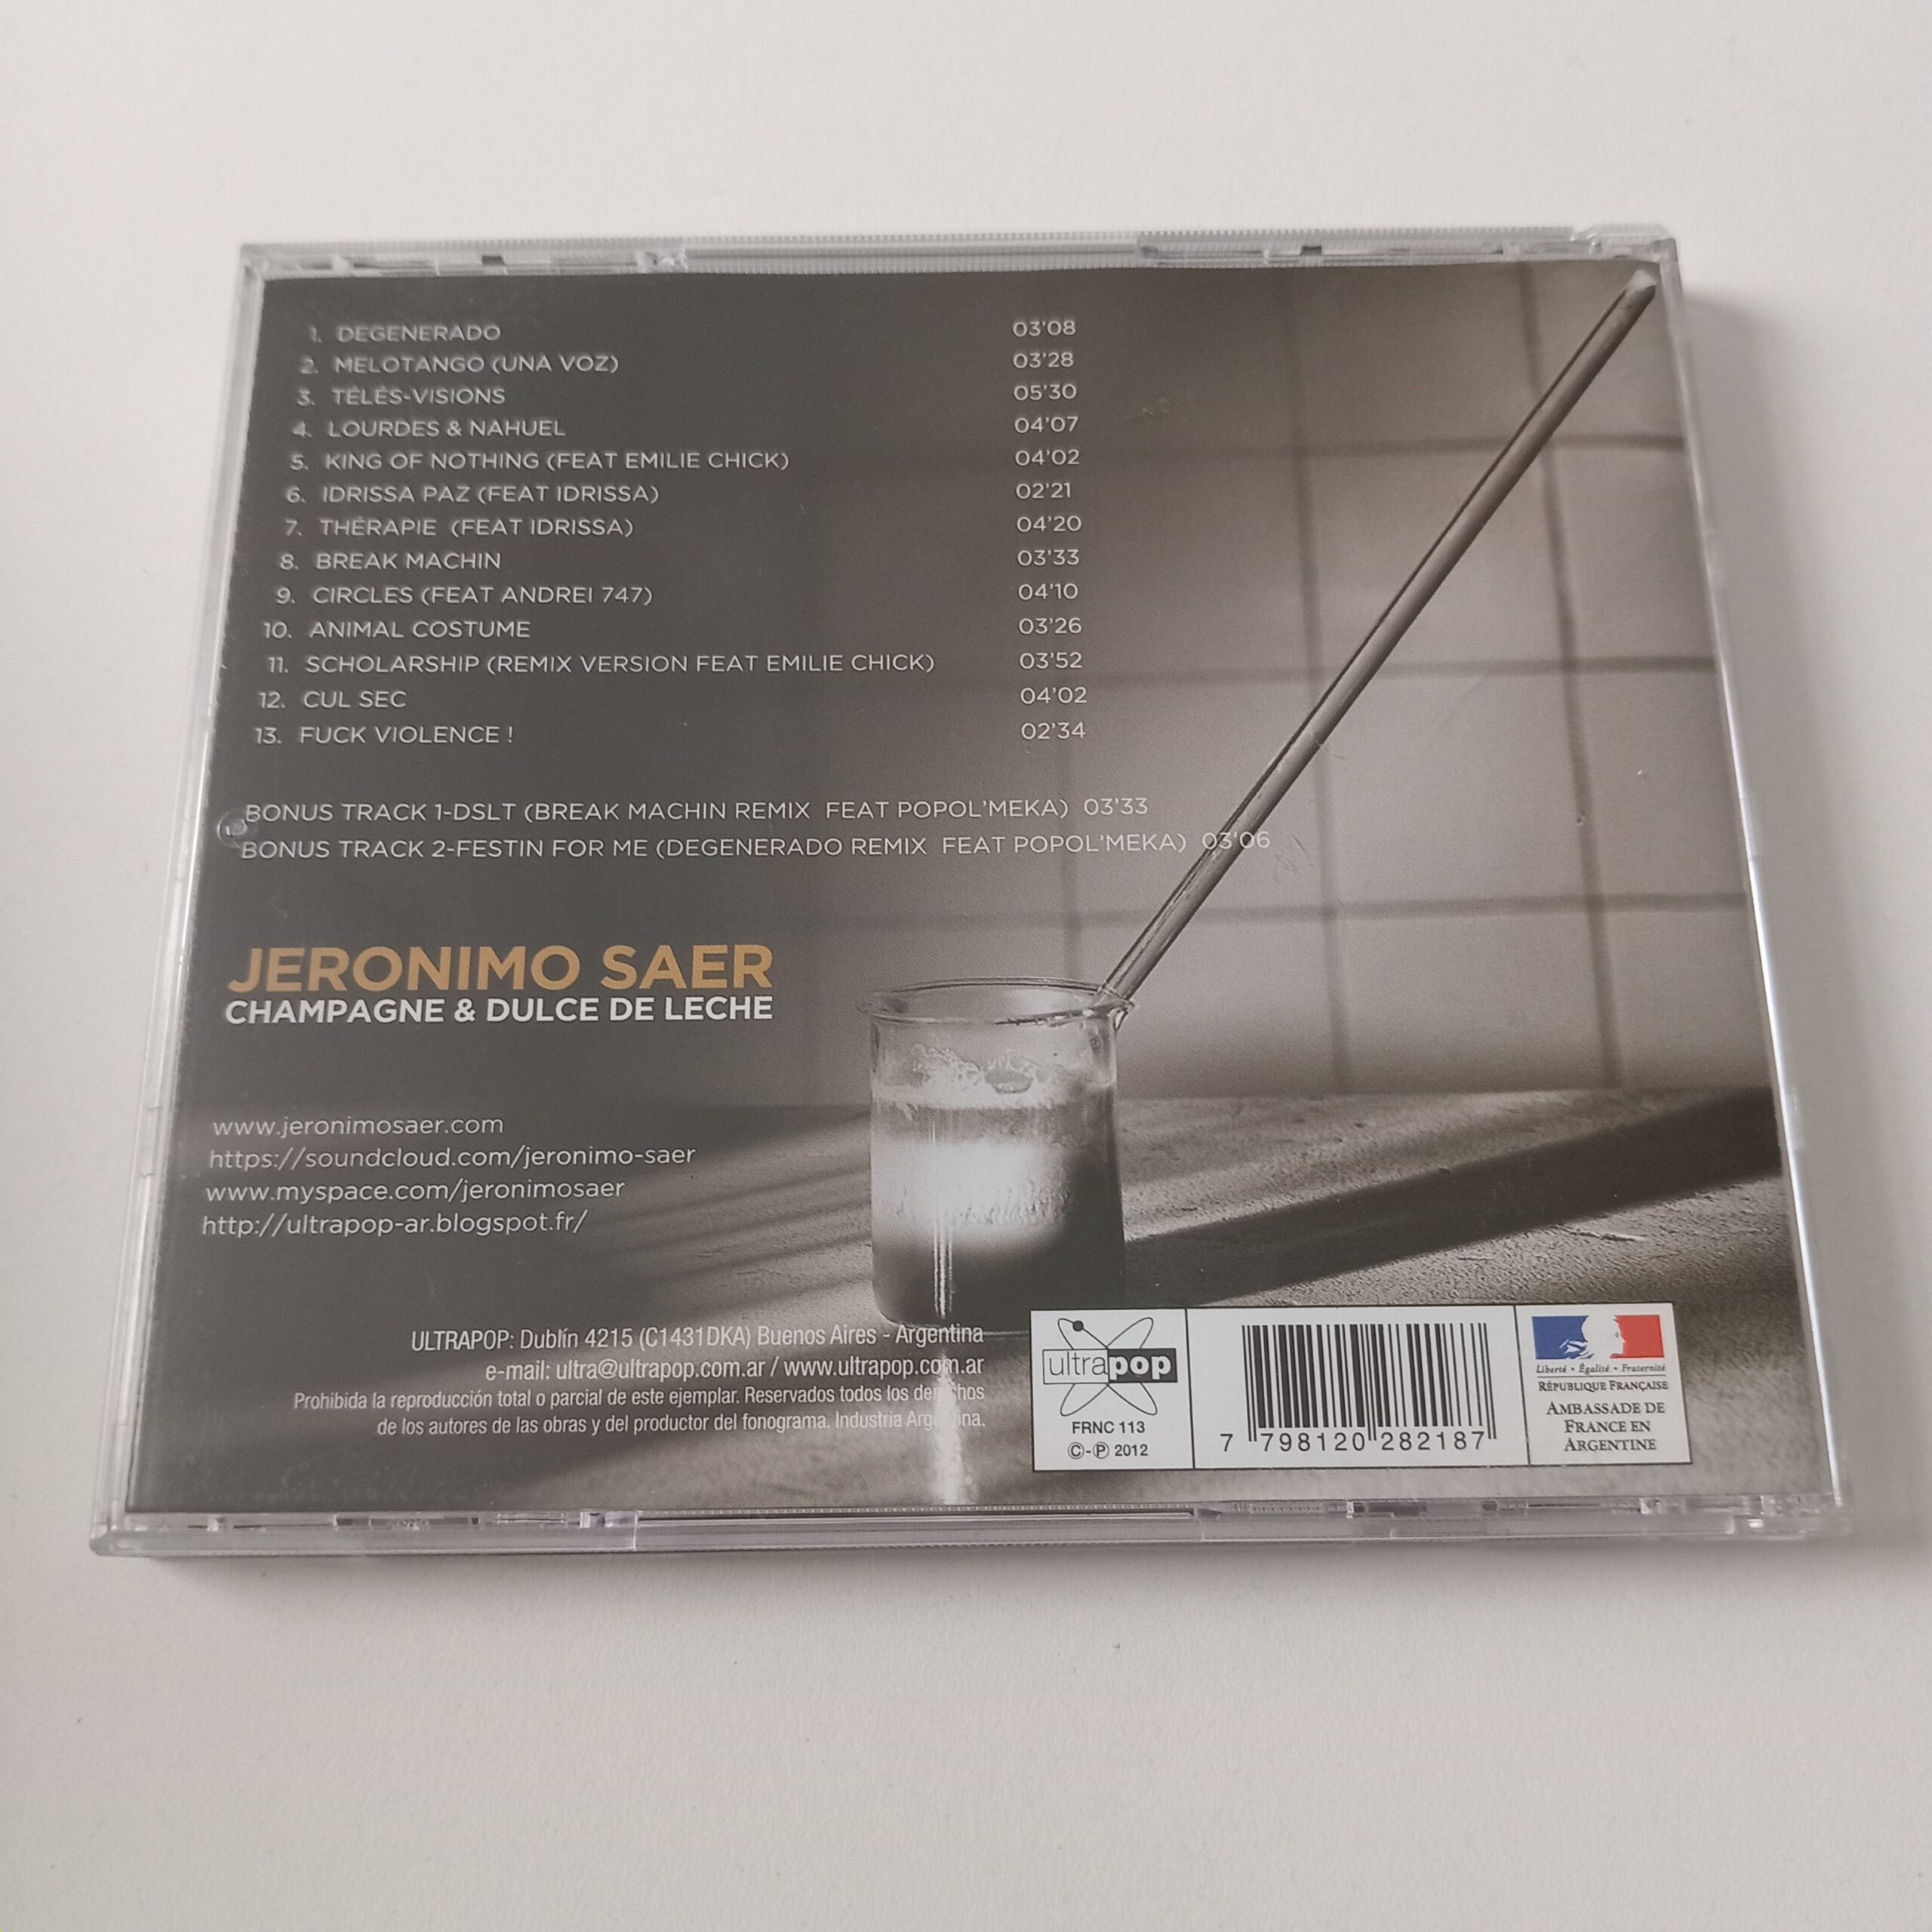 1. DEGENERADO 03'08
2. MELOTANGO (UNA VOZ) 03'28
3. TÉLÉS-VISIONS 05'30
4. LOURDES & NAHUEL 04'07
5. KING OF NOTHING (FEAT EMILIE CHICK) 04'02
6. IDRISSA PAZ (FEAT IDRISSA) 02'21
7. THÉRAPIE (FEAT IDRISSA) 04'20
8. BREAK MACHIN 03'33
9. CIRCLES (FEAT ANDREI 747) 04'10
10. ANIMAL COSTUME 03'26
11. SCHOLARSHIP (REMIX VERSION FEAT EMILIE CHICK) 03'52
12. CUL SEC 04'02
13. FUCK VIOLENCE ! 02'34
BONUS TRACK 1-DSLT (BREAK MACHIN REMIX FEAT POPOL'MEKA) 03'33
BONUS TRACK 2-FESTIN FOR ME (DEGENERADO REMIX FEAT POPOL'MEKA) 03'06
JERONIMO SAER
CHAMPAGNE & DULCE DE LECHE
www.jeronimosaer.com
https://soundcloud.com/jeronimo-saer
www.myspace.com/jeronimosaer
http://ultrapop-ar.blogspot.fr/
ULTRAPOP: Dublín 4215 (C1431DKA) Buenos Aires - Argentina
e-mail: ultra@ultrapop.com.ar / www.ultrapop.com.ar
Prohibida la reproducción total o parcial de este ejemplar. Reservados todos los derechos
de los autores de las obras y del productor del fonograma. Industria Argentina.
ultrapop
FRNC 113
©-℗ 2012
7 798120 282187
Liberté • Égalité • Fraternité
RÉPUBLIQUE FRANÇAISE
AMBASSADE DE
FRANCE EN
ARGENTINE